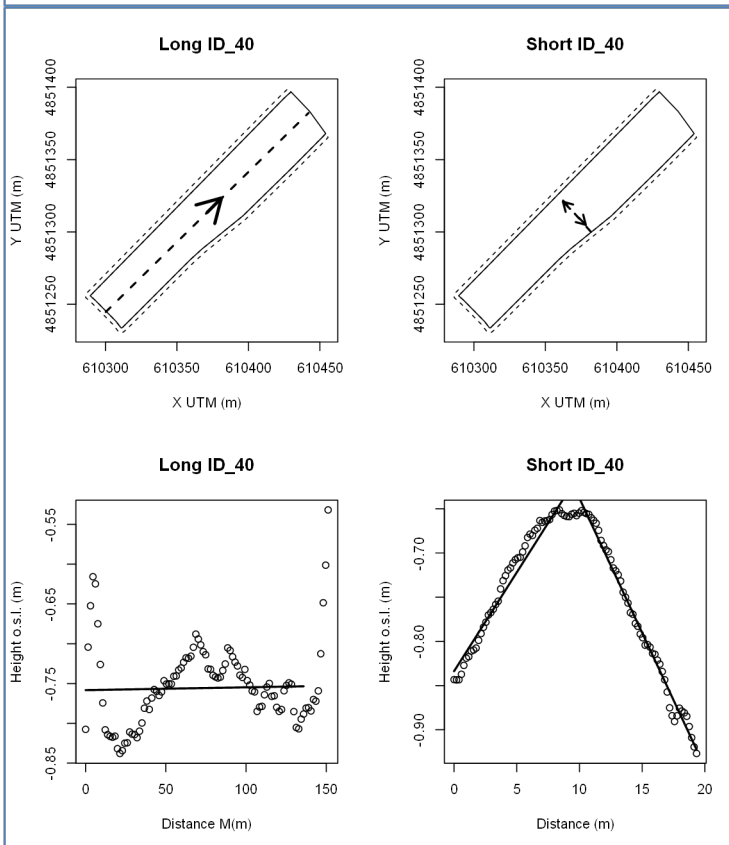 Long ID_40
Y UTM (m)
4851400
4851350
4851300
4851250
610300 610350 610400 610450
X UTM (m)
Short ID_40
Y UTM (m)
4851400
4851350
4851300
4851250
610300 610350 610400 610450
X UTM (m)
Long ID_40
Height o.s.l. (m)
-0.55
-0.65
-0.75
-0.85
0 50 100 150
Distance M(m)
Short ID_40
Height o.s.l. (m)
-0.70
-0.80
-0.90
0 5 10 15 20
Distance (m)